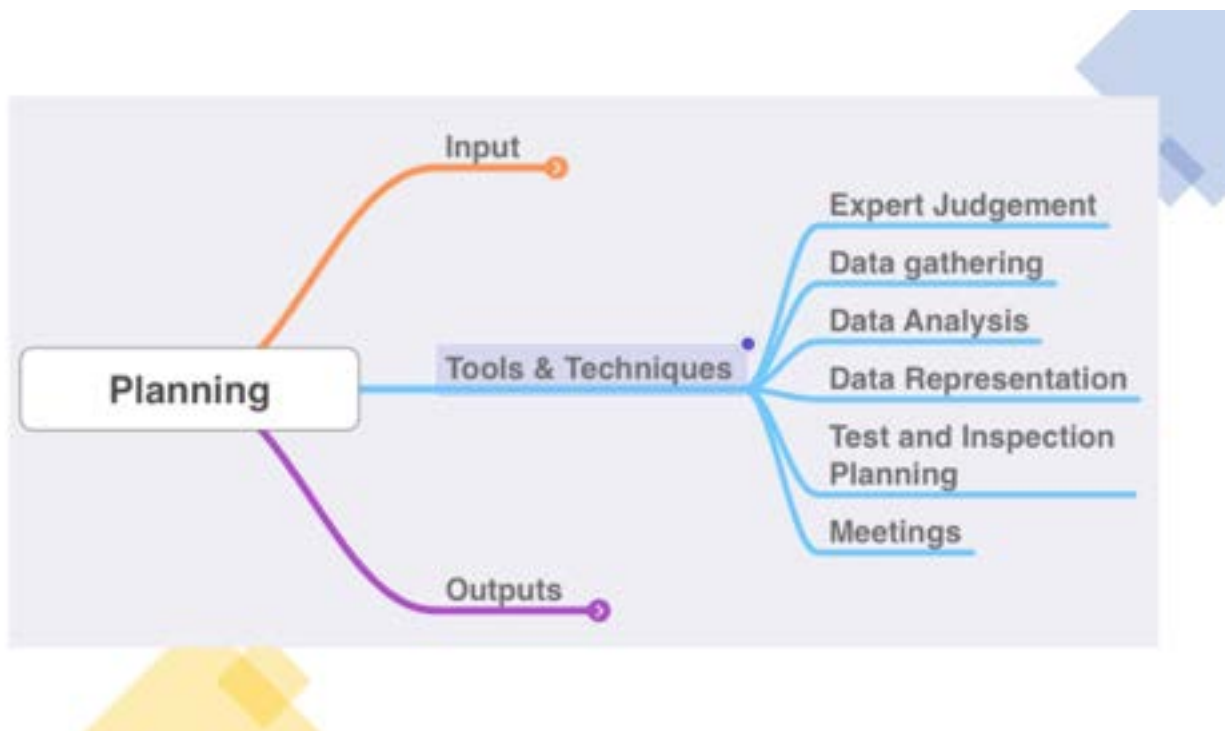 Input
Expert Judgement
Data gathering
Data Analysis
Planning
Tools & Techniques
Data Representation
Test and Inspection
Planning
Meetings
Outputs